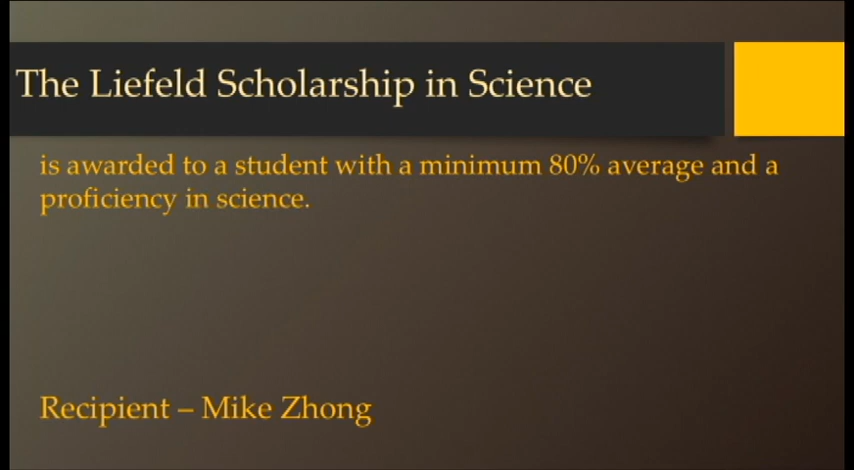 The Liefeld Scholarship in Science
is awarded to a student with a minimum 80% average and a
proficiency in science.
Recipient – Mike Zhong